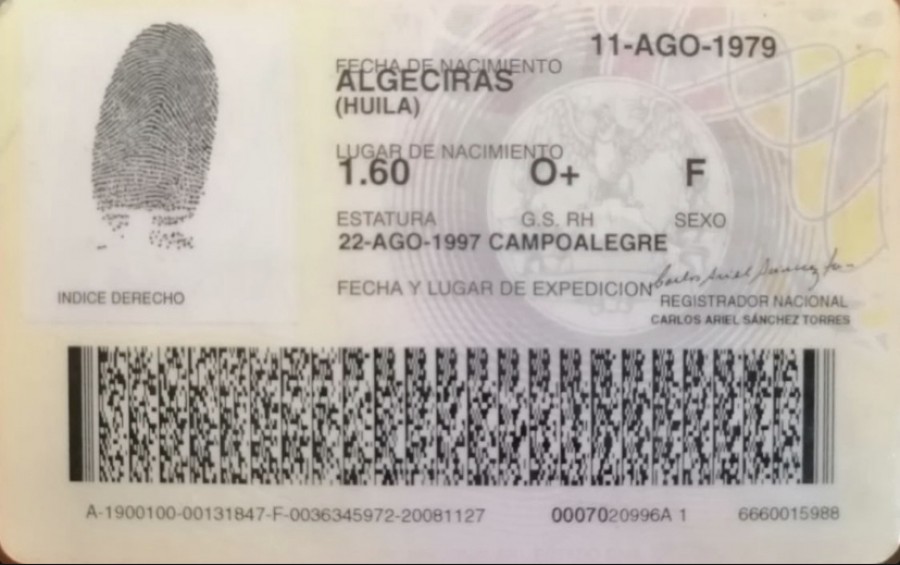 11-AGO-1979
FECHA DE NACIMIENTO
ALGECIRAS
(HUILA)
LUGAR DE NACIMIENTO
1.60 O+ F
ESTATURA G.S. RH SEXO
22-AGO-1997 CAMPOALEGRE
FECHA Y LUGAR DE EXPEDICION
INDICE DERECHO
REGISTRADOR NACIONAL
CARLOS ARIEL SÁNCHEZ TORRES
A-1900100-00131847-F-0036345972-20081127 0007020996A 1 6660015988